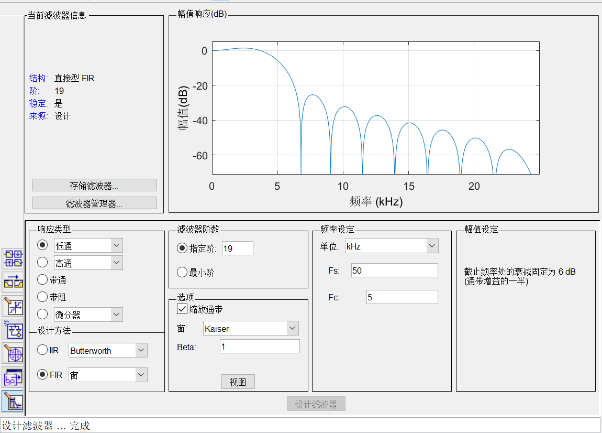 当前滤波器信息
结构: 直接型 FIR
阶: 19
稳定: 是
来源: 设计
存储滤波器...
滤波器管理器...
幅值响应(dB)
幅值(dB)
0
-20
-40
-60
0 5 10 15 20
频率 (kHz)
响应类型
低通
高通
带通
带阻
微分器
设计方法
IIR Butterworth
FIR 窗
滤波器阶数
指定阶: 19
最小阶
选项
缩放通带
窗 Kaiser
Beta: 1
视图
频率设定
单位: kHz
Fs: 50
Fc: 5
幅值设定
截止频率处的衰减固定为 6 dB
(通带增益的一半)
设计滤波器
设计滤波器 ... 完成